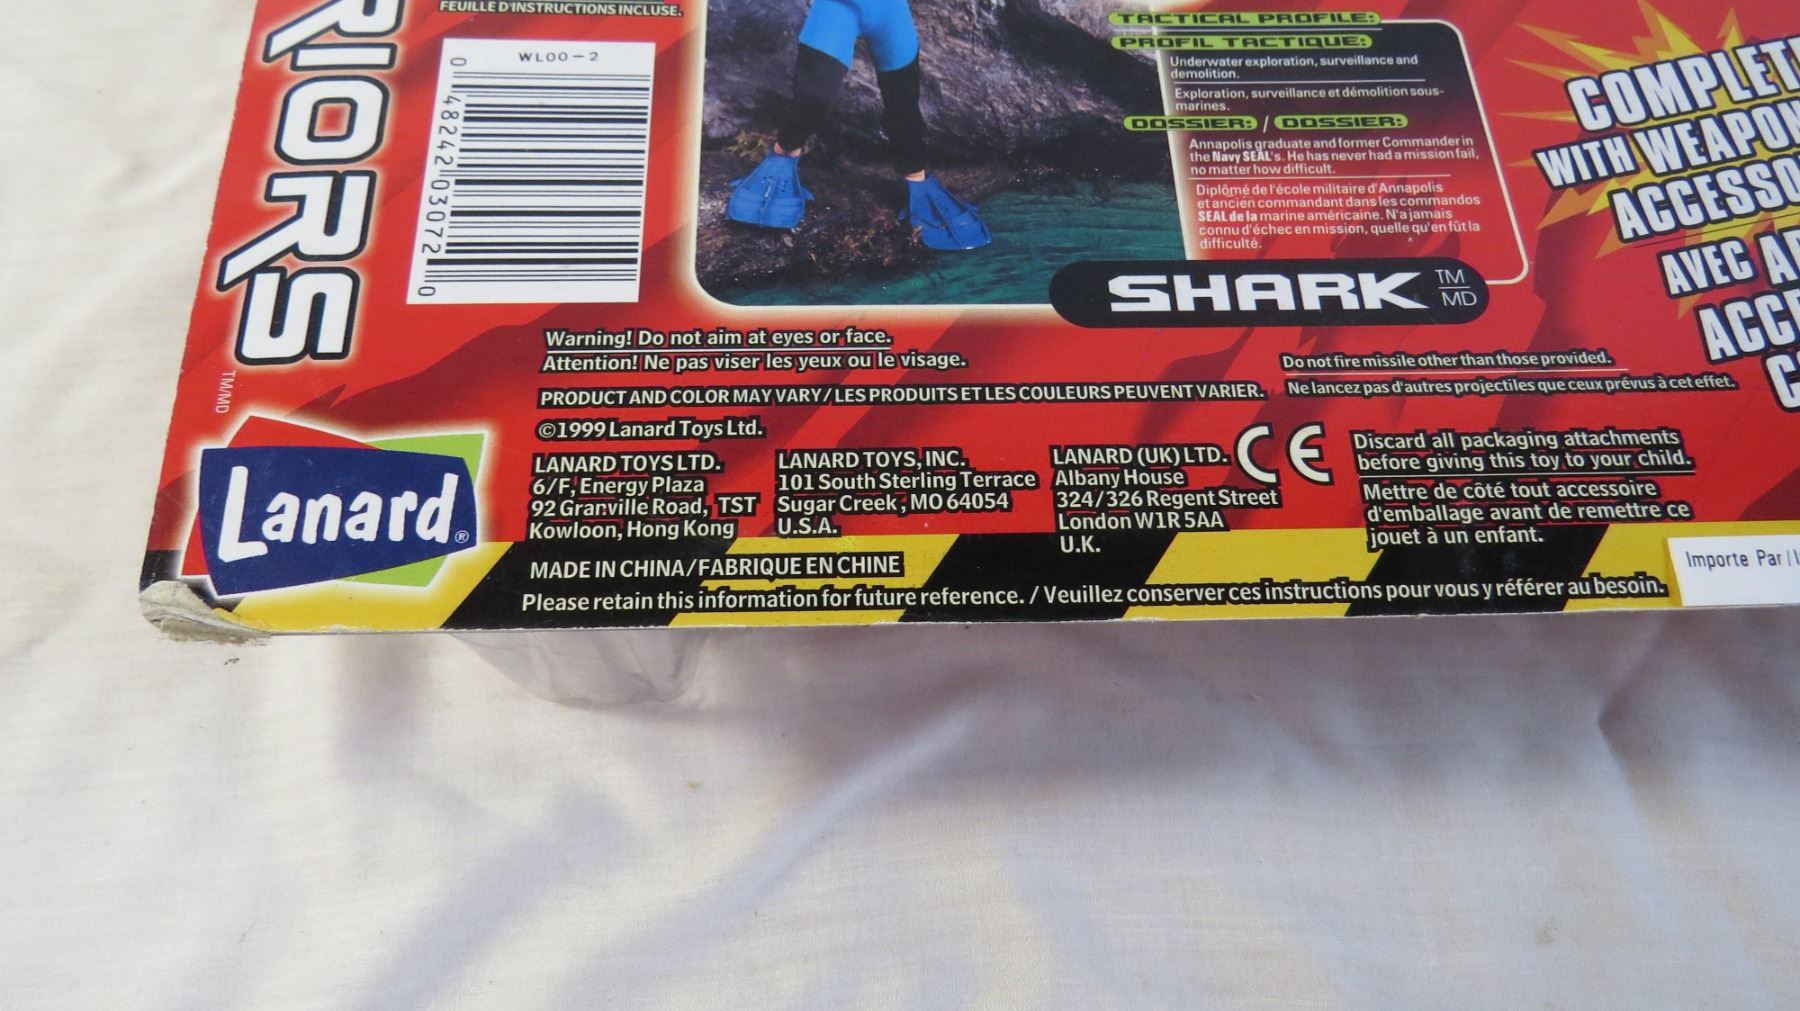 RIORS
TM/MD
FEUILLE D'INSTRUCTIONS INCLUSE.
WL00-2
0 48242 03072 0
TACTICAL PROFILE:
PROFIL TACTIQUE:
Underwater exploration, surveillance and
demolition.
Exploration, surveillance et démolition sous-
marines.
DOSSIER: / DOSSIER:
Annapolis graduate and former Commander in
the Navy SEAL's. He has never had a mission fail,
no matter how difficult.
Diplômé de l'école militaire d'Annapolis
et ancien commandant dans les commandos
SEAL de la marine américaine. N'a jamais
connu d'échec en mission, quelle qu'en fût la
difficulté.
SHARK TM
MD
COMPLET
WITH WEAPON
ACCESSO
AVEC A
ACC
C
Warning! Do not aim at eyes or face.
Attention! Ne pas viser les yeux ou le visage.
Do not fire missile other than those provided.
Ne lancez pas d'autres projectiles que ceux prévus à cet effet.
PRODUCT AND COLOR MAY VARY/ LES PRODUITS ET LES COULEURS PEUVENT VARIER.
©1999 Lanard Toys Ltd.
Lanard®
LANARD TOYS LTD.
6/F, Energy Plaza
92 Granville Road, TST
Kowloon, Hong Kong
LANARD TOYS, INC.
101 South Sterling Terrace
Sugar Creek, MO 64054
U.S.A.
LANARD (UK) LTD.
Albany House
324/326 Regent Street
London W1R 5AA
U.K.
CE
Discard all packaging attachments
before giving this toy to your child.
Mettre de côté tout accessoire
d'emballage avant de remettre ce
jouet à un enfant.
MADE IN CHINA/FABRIQUE EN CHINE
Please retain this information for future reference. / Veuillez conserver ces instructions pour vous y référer au besoin.
Importe Par/I